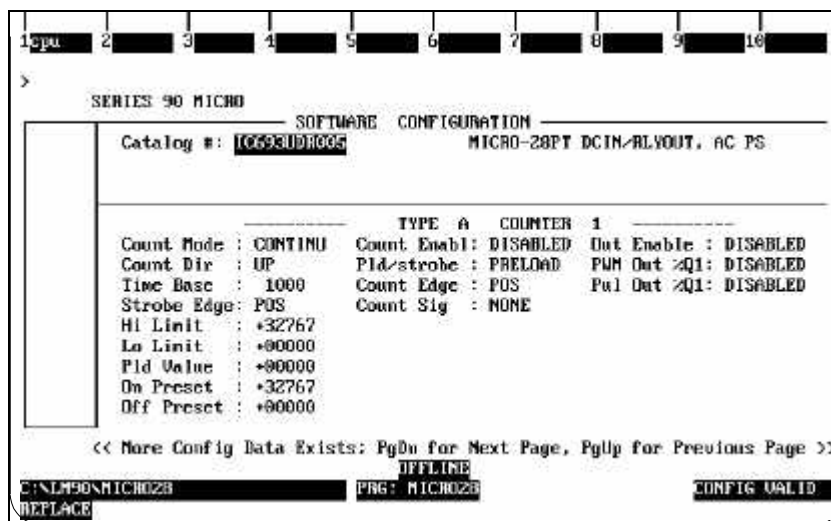 1cpu 2 3 4 5 6 7 8 9 10
>
SERIES 90 MICRO
SOFTWARE CONFIGURATION
Catalog #: IC693UDR005 MICRO-28PT DCIN/RLYOUT, AC PS
---------- TYPE A COUNTER 1 ----------
Count Mode : CONTINU Count Enabl: DISABLED Out Enable : DISABLED
Count Dir : UP Pld/strobe : PRELOAD PWM Out %Q1: DISABLED
Time Base : 1000 Count Edge : POS Pul Out %Q1: DISABLED
Strobe Edge: POS Count Sig : NONE
Hi Limit : +32767
Lo Limit : +00000
Pld Value : +00000
On Preset : +32767
Off Preset : +00000
<< More Config Data Exists; PgDn for Next Page, PgUp for Previous Page >>
OFFLINE
C:\LM90\MICRO28 PRG: MICRO28 CONFIG VALID
REPLACE